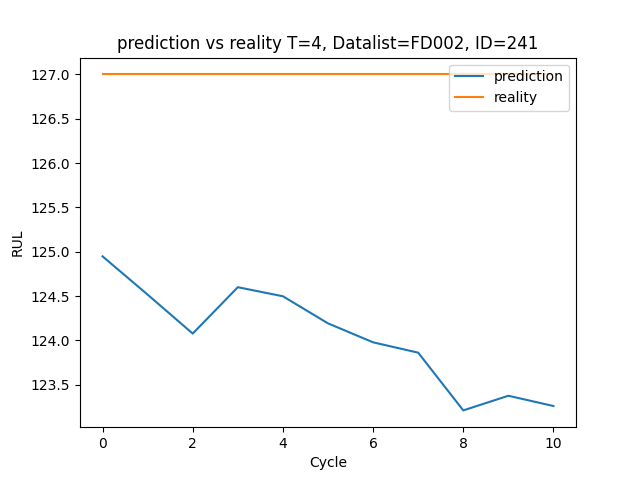 prediction vs reality T=4, Datalist=FD002, ID=241
127.0
126.5
126.0
125.5
125.0
124.5
124.0
123.5
RUL
prediction
reality
0 2 4 6 8 10
Cycle